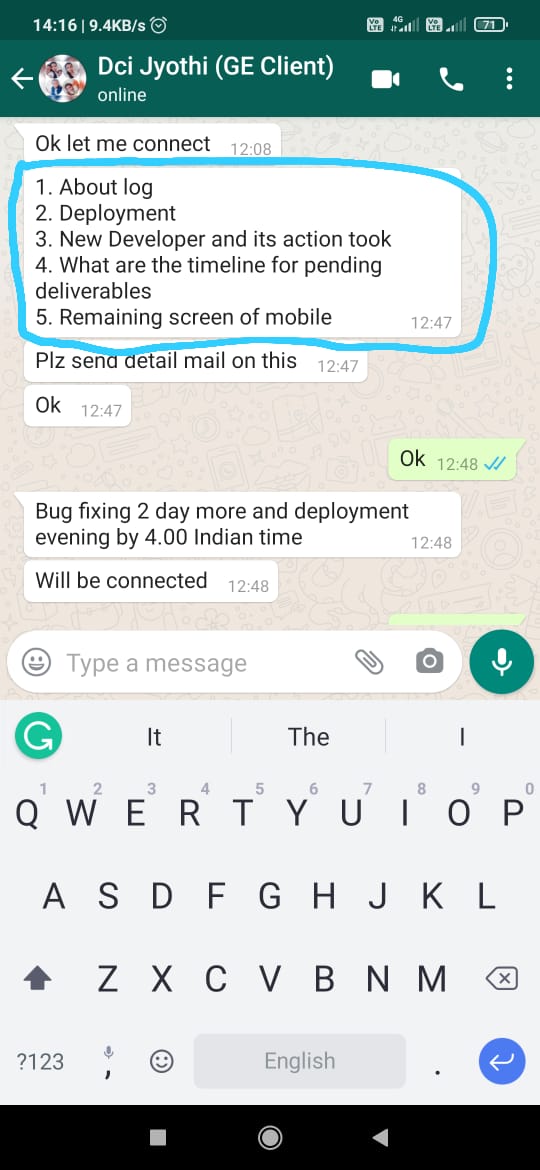 14:16 | 9.4KB/s
Vo LTE 4G Vo LTE 71
Dci Jyothi (GE Client)
online
Ok let me connect 12:08
1. About log
2. Deployment
3. New Developer and its action took
4. What are the timeline for pending
deliverables
5. Remaining screen of mobile 12:47
Plz send detail mail on this 12:47
Ok 12:47
Ok 12:48
Bug fixing 2 day more and deployment
evening by 4.00 Indian time 12:48
Will be connected 12:48
Type a message
It The I
1 2 3 4 5 6 7 8 9 0
Q W E R T Y U I O P
A S D F G H J K L
Z X C V B N M
?123 , English .